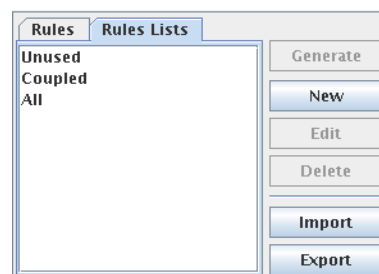 Rules Rules Lists
Unused
Coupled
All
Generate
New
Edit
Delete
Import
Export